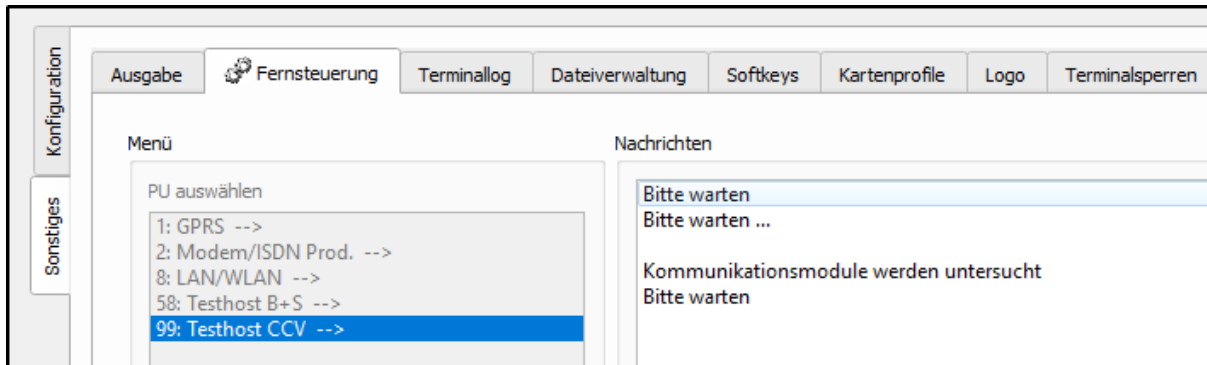 Konfiguration
Sonstiges
Ausgabe Fernsteuerung Terminallog Dateiverwaltung Softkeys Kartenprofile Logo Terminalsperren
Menü
PU auswählen
1: GPRS -->
2: Modem/ISDN Prod. -->
8: LAN/WLAN -->
58: Testhost B+S -->
99: Testhost CCV -->
Nachrichten
Bitte warten
Bitte warten ...
Kommunikationsmodule werden untersucht
Bitte warten